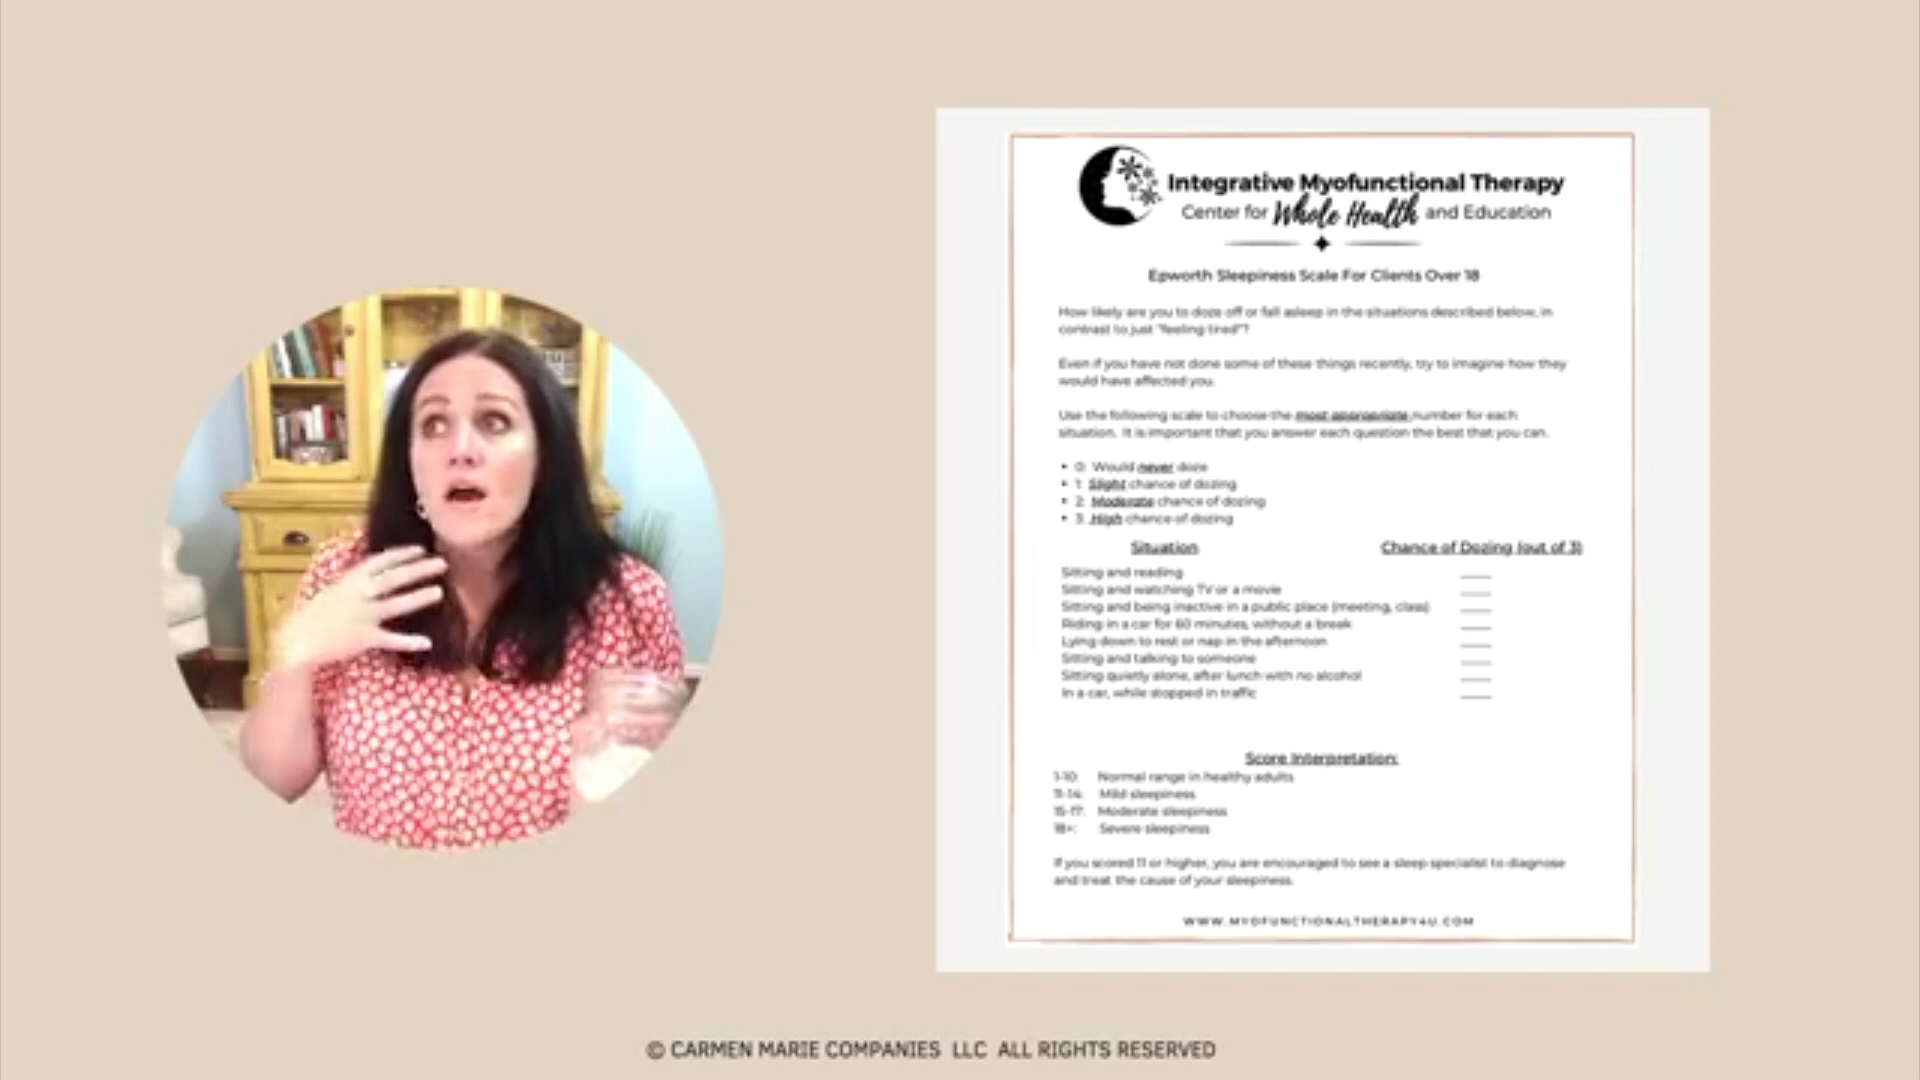 Integrative Myofunctional Therapy
Center for Whole Health and Education
Epworth Sleepiness Scale For Clients Over 18
How likely are you to doze off or fall asleep in the situations described below, in
contrast to just "feeling tired"?
Even if you have not done some of these things recently, try to imagine how they
would have affected you.
Use the following scale to choose the most appropriate number for each
situation. It is important that you answer each question the best that you can.
• 0: Would never doze
• 1: Slight chance of dozing
• 2: Moderate chance of dozing
• 3: High chance of dozing
Situation Chance of Dozing (out of 3)
Sitting and reading ____
Sitting and watching TV or a movie ____
Sitting and being inactive in a public place (meeting, class) ____
Riding in a car for 60 minutes, without a break ____
Lying down to rest or nap in the afternoon ____
Sitting and talking to someone ____
Sitting quietly alone, after lunch with no alcohol ____
In a car, while stopped in traffic ____
Score Interpretation:
1-10: Normal range in healthy adults
11-14: Mild sleepiness
15-17: Moderate sleepiness
18+: Severe sleepiness
If you scored 11 or higher, you are encouraged to see a sleep specialist to diagnose
and treat the cause of your sleepiness.
WWW.MYOFUNCTIONALTHERAPY4U.COM
© CARMEN MARIE COMPANIES LLC ALL RIGHTS RESERVED